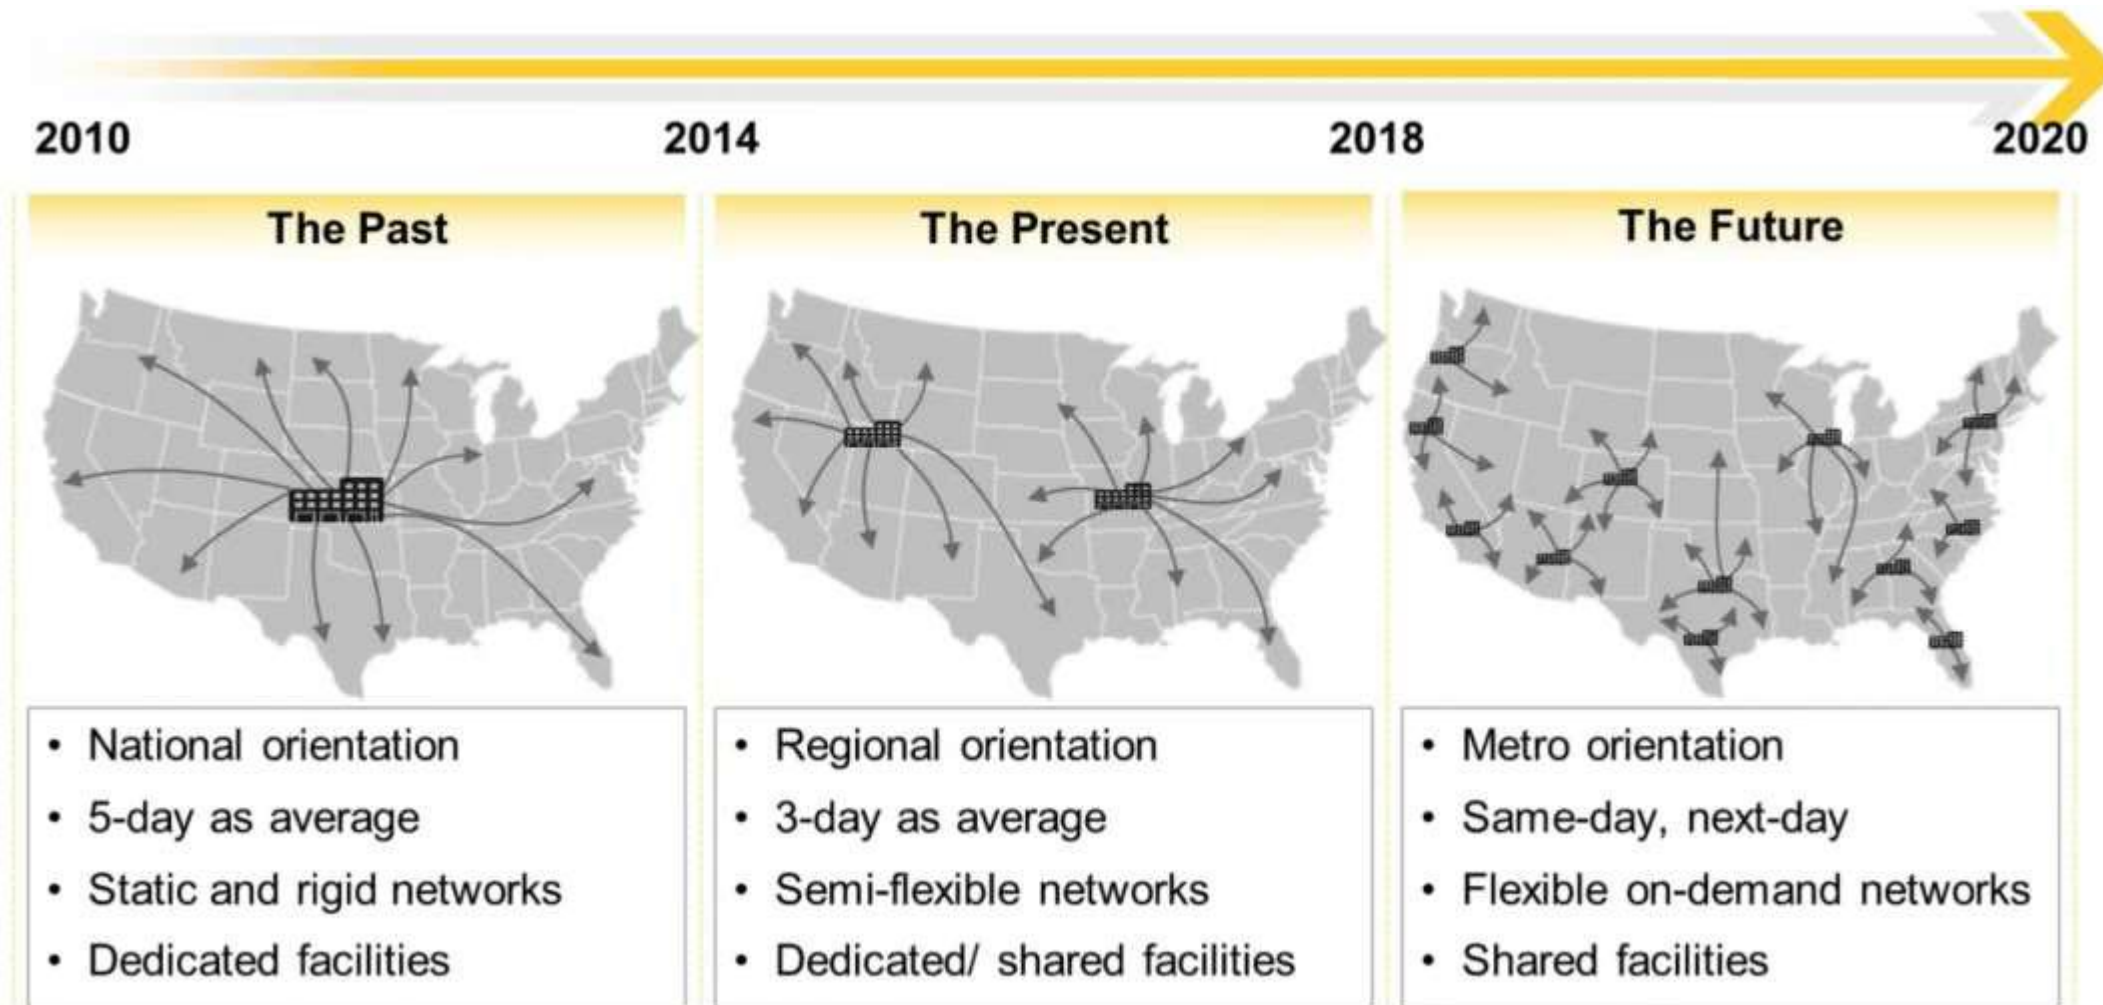 2010
2014
2018
2020
The Past
• National orientation
• 5-day as average
• Static and rigid networks
• Dedicated facilities
The Present
• Regional orientation
• 3-day as average
• Semi-flexible networks
• Dedicated/ shared facilities
The Future
• Metro orientation
• Same-day, next-day
• Flexible on-demand networks
• Shared facilities